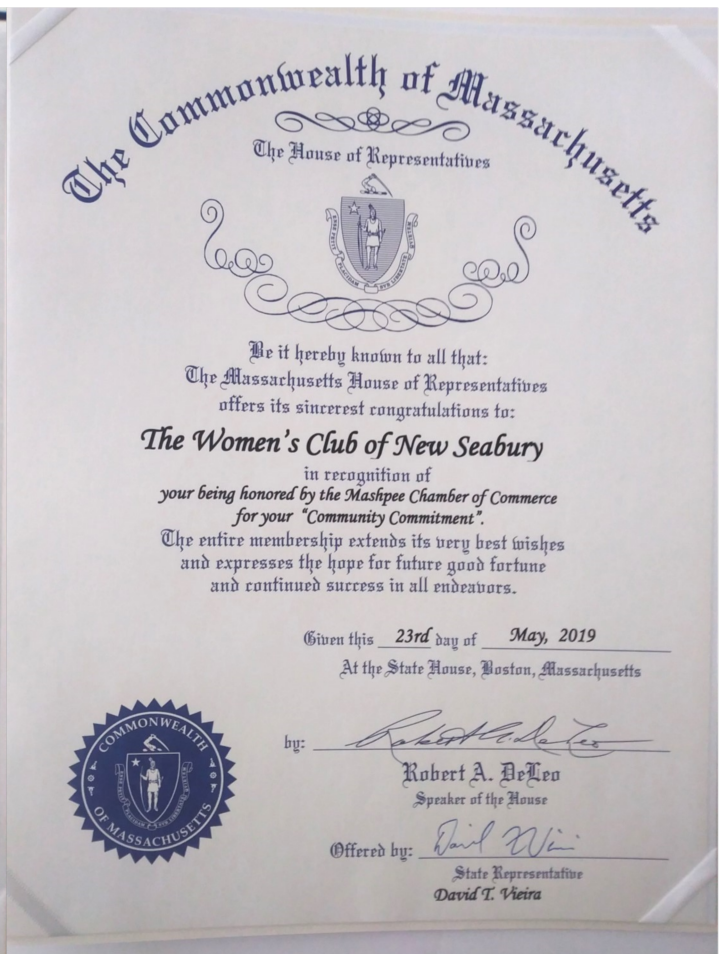 The Commonwealth of Massachusetts
The House of Representatives
Be it hereby known to all that:
The Massachusetts House of Representatives
offers its sincerest congratulations to:
The Women's Club of New Seabury
in recognition of
your being honored by the Mashpee Chamber of Commerce
for your "Community Commitment".
The entire membership extends its very best wishes
and expresses the hope for future good fortune
and continued success in all endeavors.
Given this 23rd day of May, 2019
At the State House, Boston, Massachusetts
by: Robert A. DeLeo
Robert A. DeLeo
Speaker of the House
Offered by:
State Representative
David T. Vieira
COMMONWEALTH
OF MASSACHUSETTS